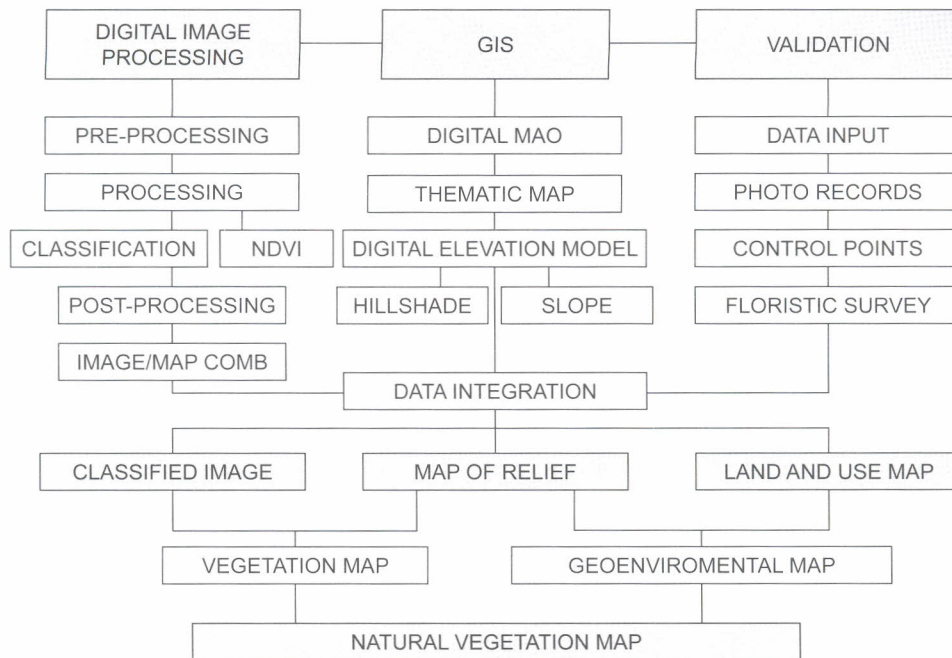 DIGITAL IMAGE
PROCESSING
GIS
VALIDATION
PRE-PROCESSING
DIGITAL MAO
DATA INPUT
PROCESSING
THEMATIC MAP
PHOTO RECORDS
CLASSIFICATION
NDVI
DIGITAL ELEVATION MODEL
CONTROL POINTS
POST-PROCESSING
HILLSHADE
SLOPE
FLORISTIC SURVEY
IMAGE/MAP COMB
DATA INTEGRATION
CLASSIFIED IMAGE
MAP OF RELIEF
LAND AND USE MAP
VEGETATION MAP
GEOENVIROMENTAL MAP
NATURAL VEGETATION MAP